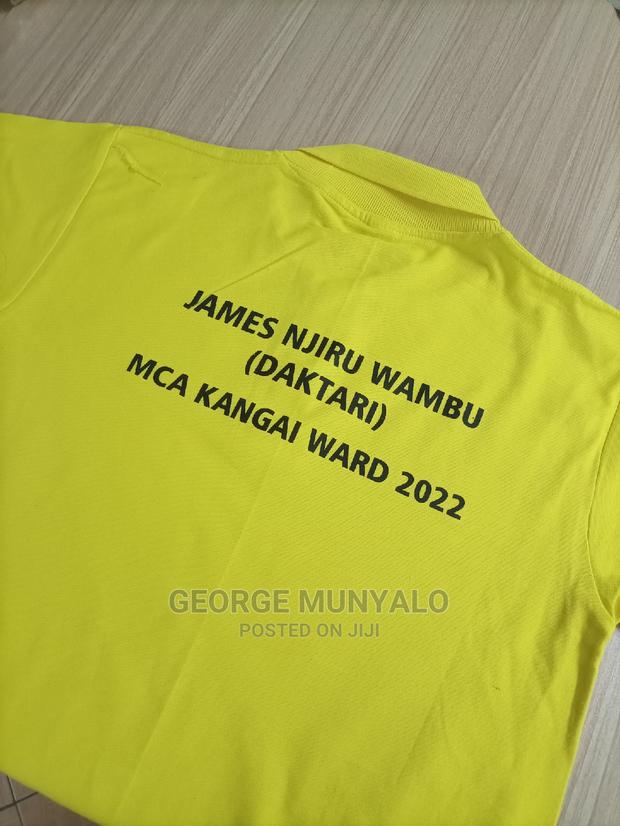 JAMES NJIRU WAMBU
(DAKTARI)
MCA KANGAI WARD 2022
GEORGE MUNYALO
POSTED ON JIJI